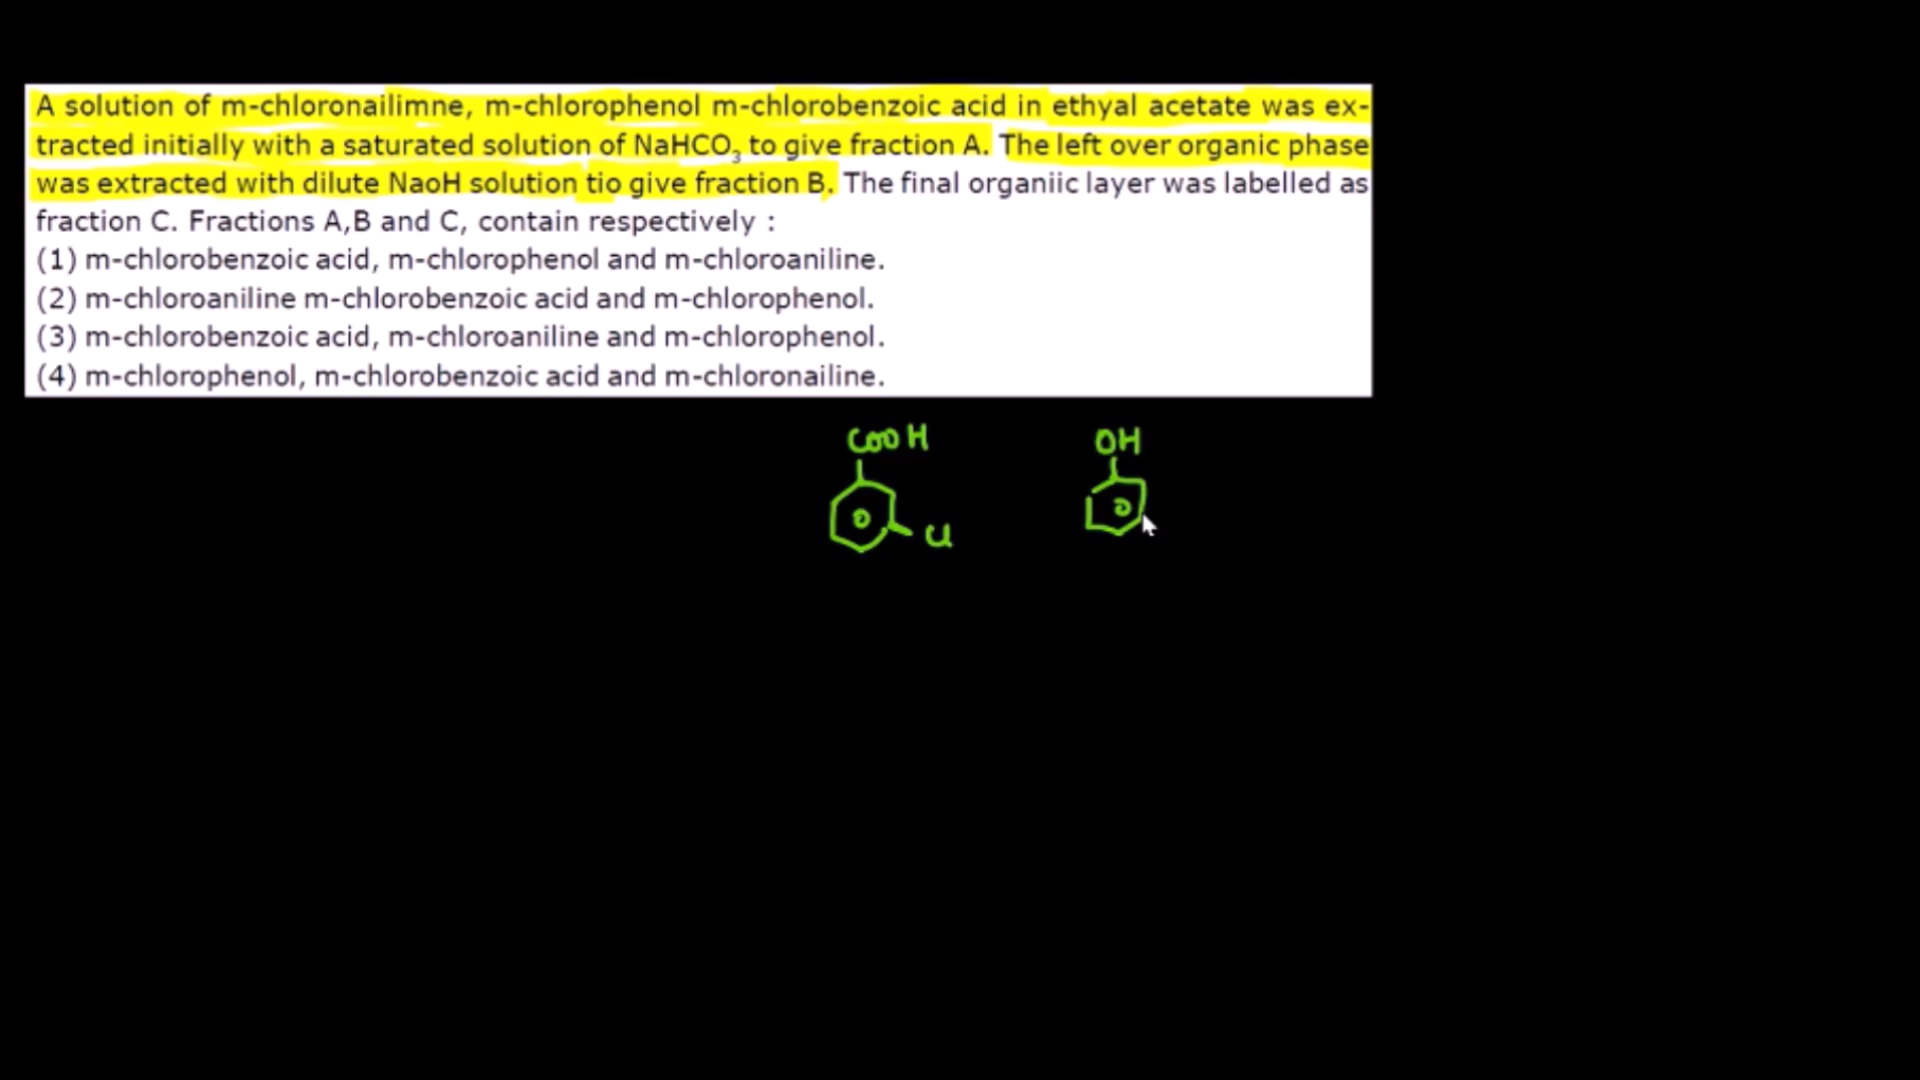 A solution of m-chloronailimne, m-chlorophenol m-chlorobenzoic acid in ethyal acetate was ex-
tracted initially with a saturated solution of NaHCO₃ to give fraction A. The left over organic phase
was extracted with dilute NaoH solution tio give fraction B. The final organiic layer was labelled as
fraction C. Fractions A,B and C, contain respectively :
(1) m-chlorobenzoic acid, m-chlorophenol and m-chloroaniline.
(2) m-chloroaniline m-chlorobenzoic acid and m-chlorophenol.
(3) m-chlorobenzoic acid, m-chloroaniline and m-chlorophenol.
(4) m-chlorophenol, m-chlorobenzoic acid and m-chloronailine.
COOH OH
Cl